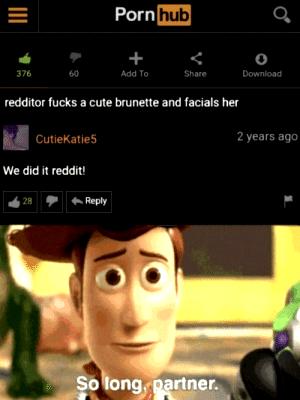 Porn hub
376 60 Add To Share Download
redditor fucks a cute brunette and facials her
CutieKatie5 2 years ago
We did it reddit!
28 Reply
So long, partner.